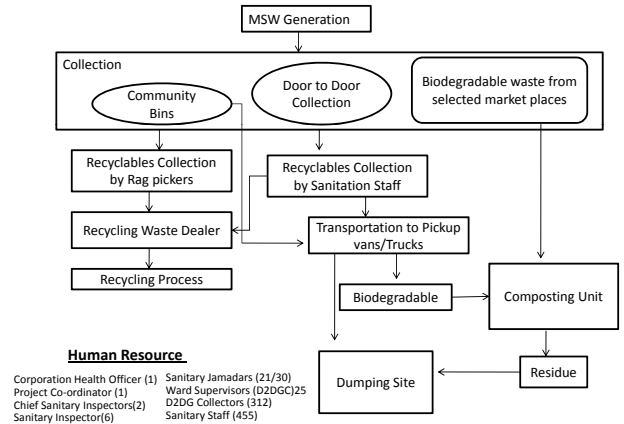 MSW Generation
Collection
Community
Bins
Door to Door
Collection
Biodegradable waste from
selected market places
Recyclables Collection
by Rag pickers
Recyclables Collection
by Sanitation Staff
Recycling Waste Dealer
Transportation to Pickup
vans/Trucks
Recycling Process
Biodegradable
Composting Unit
Dumping Site
Residue
Human Resource
Corporation Health Officer (1)
Project Co-ordinator (1)
Chief Sanitary Inspectors(2)
Sanitary Inspector(6)
Sanitary Jamadars (21/30)
Ward Supervisors (D2DGC)25
D2DG Collectors (312)
Sanitary Staff (455)